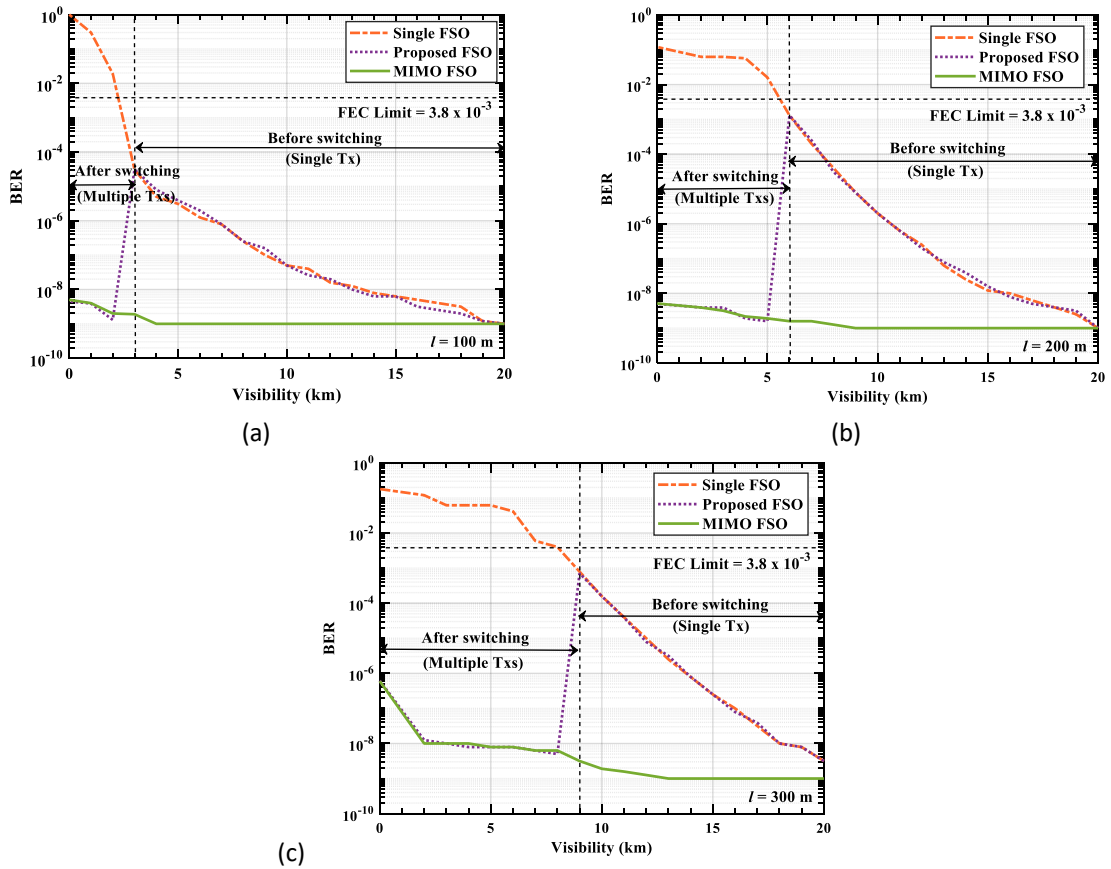 10^0
10^-2
10^-4
10^-6
10^-8
10^-10
BER
Single FSO
Proposed FSO
MIMO FSO
FEC Limit = 3.8 x 10^-3
Before switching
(Single Tx)
After switching
(Multiple Txs)
l = 100 m
0 5 10 15 20
Visibility (km)
(a)
10^0
10^-2
10^-4
10^-6
10^-8
10^-10
BER
Single FSO
Proposed FSO
MIMO FSO
FEC Limit = 3.8 x 10^-3
Before switching
(Single Tx)
After switching
(Multiple Txs)
l = 200 m
0 5 10 15 20
Visibility (km)
(b)
10^0
10^-2
10^-4
10^-6
10^-8
10^-10
BER
Single FSO
Proposed FSO
MIMO FSO
FEC Limit = 3.8 x 10^-3
Before switching
(Single Tx)
After switching
(Multiple Txs)
l = 300 m
0 5 10 15 20
Visibility (km)
(c)